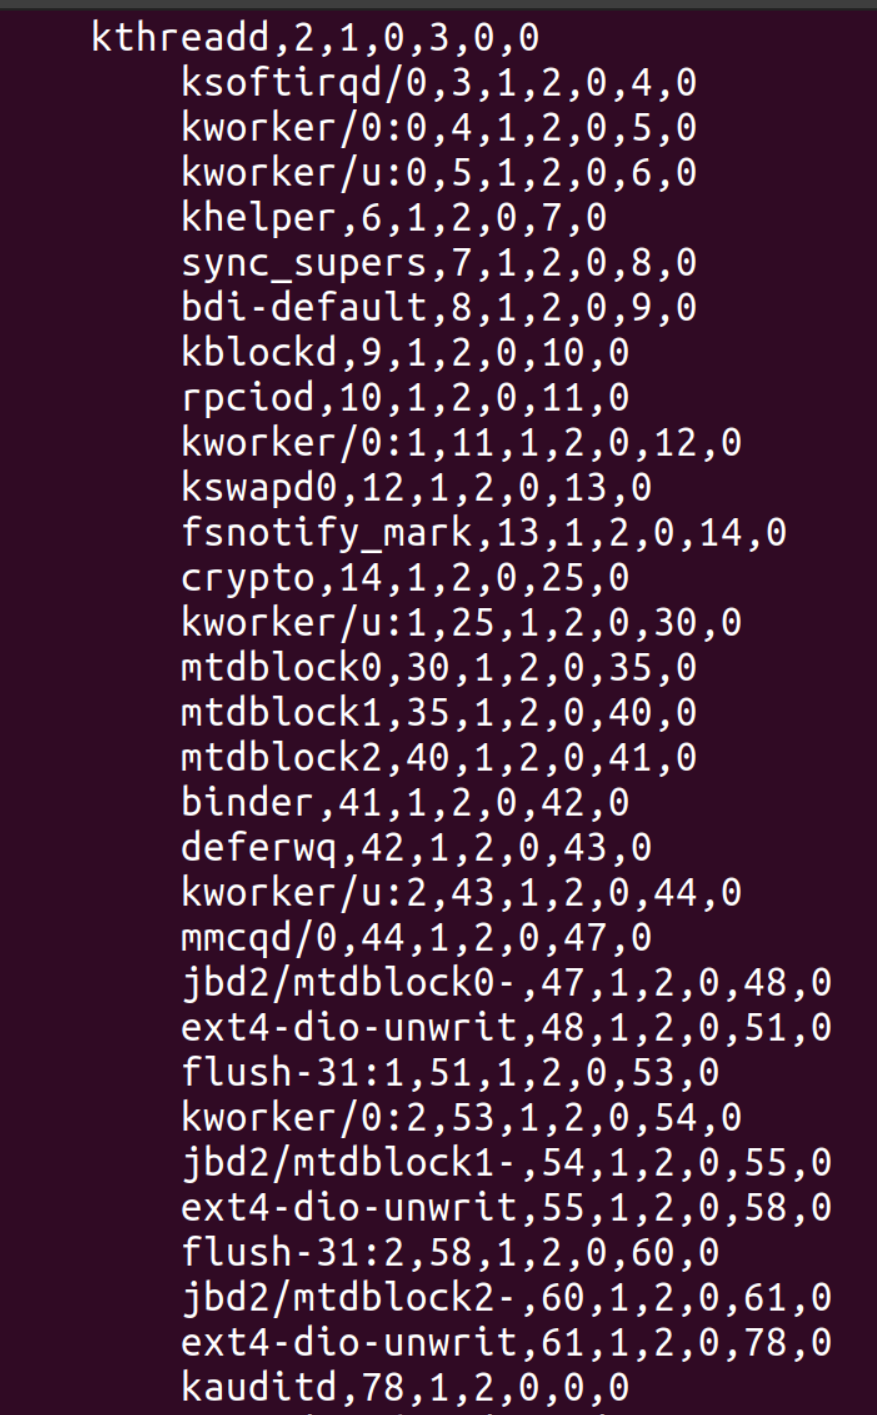 kthreadd,2,1,0,3,0,0
ksoftirqd/0,3,1,2,0,4,0
kworker/0:0,4,1,2,0,5,0
kworker/u:0,5,1,2,0,6,0
khelper,6,1,2,0,7,0
sync_supers,7,1,2,0,8,0
bdi-default,8,1,2,0,9,0
kblockd,9,1,2,0,10,0
rpciod,10,1,2,0,11,0
kworker/0:1,11,1,2,0,12,0
kswapd0,12,1,2,0,13,0
fsnotify_mark,13,1,2,0,14,0
crypto,14,1,2,0,25,0
kworker/u:1,25,1,2,0,30,0
mtdblock0,30,1,2,0,35,0
mtdblock1,35,1,2,0,40,0
mtdblock2,40,1,2,0,41,0
binder,41,1,2,0,42,0
deferwq,42,1,2,0,43,0
kworker/u:2,43,1,2,0,44,0
mmcqd/0,44,1,2,0,47,0
jbd2/mtdblock0-,47,1,2,0,48,0
ext4-dio-unwrit,48,1,2,0,51,0
flush-31:1,51,1,2,0,53,0
kworker/0:2,53,1,2,0,54,0
jbd2/mtdblock1-,54,1,2,0,55,0
ext4-dio-unwrit,55,1,2,0,58,0
flush-31:2,58,1,2,0,60,0
jbd2/mtdblock2-,60,1,2,0,61,0
ext4-dio-unwrit,61,1,2,0,78,0
kauditd,78,1,2,0,0,0